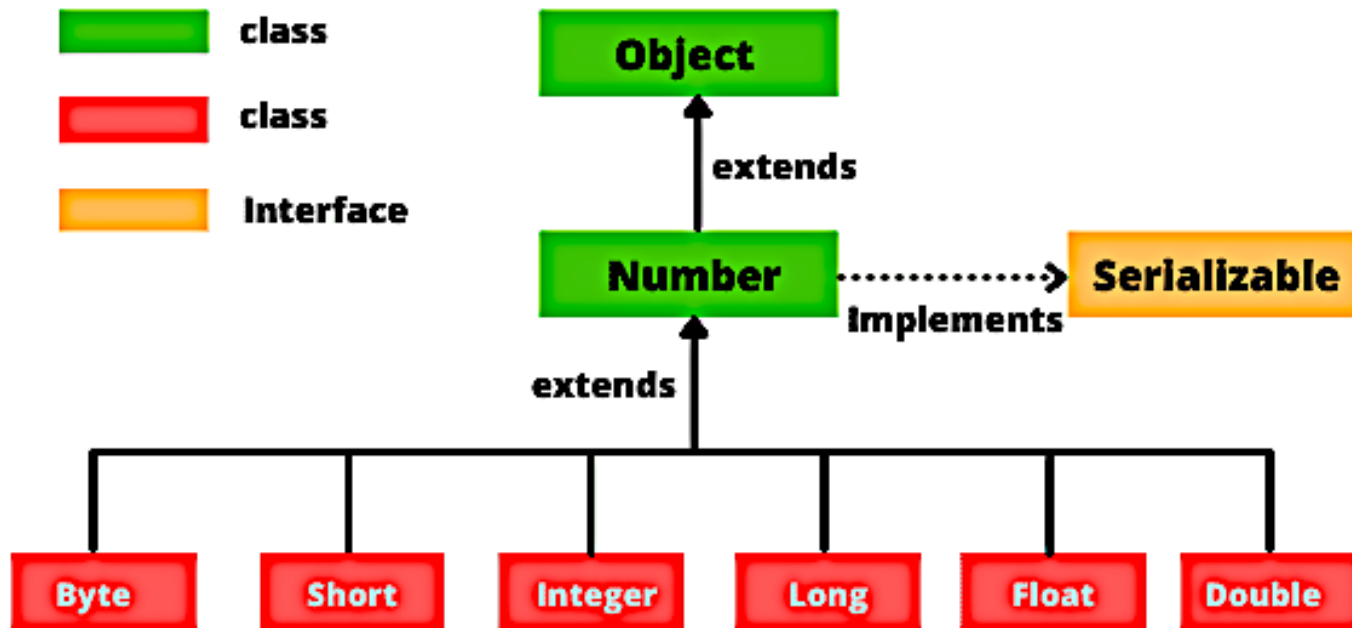 class
Object
class
extends
Interface
Number
Serializable
Implements
extends
Byte
Short
Integer
Long
Float
Double